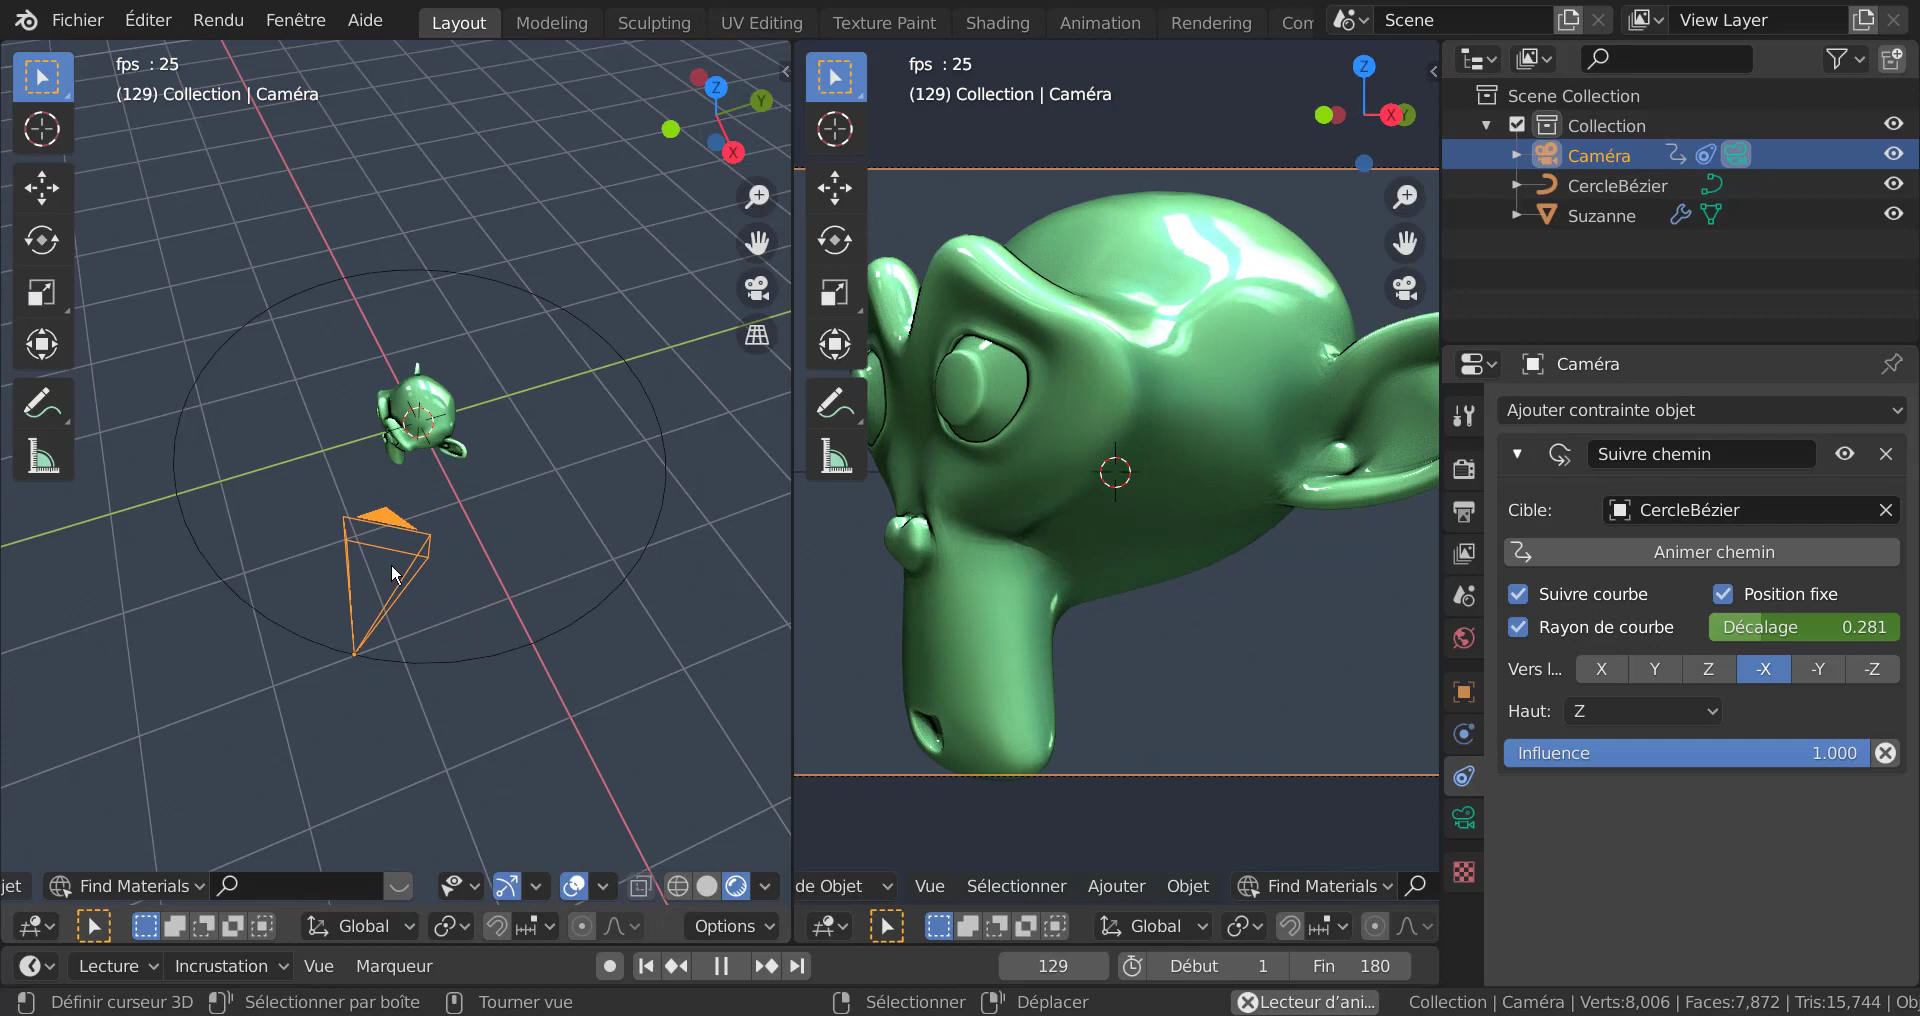 Fichier Éditer Rendu Fenêtre Aide Layout Modeling Sculpting UV Editing Texture Paint Shading Animation Rendering Com Scene View Layer
fps : 25
(129) Collection | Caméra
Z
Y
X
fps : 25
(129) Collection | Caméra
Z
X
Y
Scene Collection
Collection
Caméra
CercleBézier
Suzanne
Caméra
Ajouter contrainte objet
Suivre chemin
Cible: CercleBézier
Animer chemin
Suivre courbe Position fixe
Rayon de courbe Décalage 0.281
Vers l... X Y Z -X -Y -Z
Haut: Z
Influence 1.000
jet Find Materials
de Objet Vue Sélectionner Ajouter Objet Find Materials
Global Options
Global
Lecture Incrustation Vue Marqueur 129 Début 1 Fin 180
Définir curseur 3D Sélectionner par boîte Tourner vue Sélectionner Déplacer Lecteur d'ani... Collection | Caméra | Verts:8,006 | Faces:7,872 | Tris:15,744 | Ob